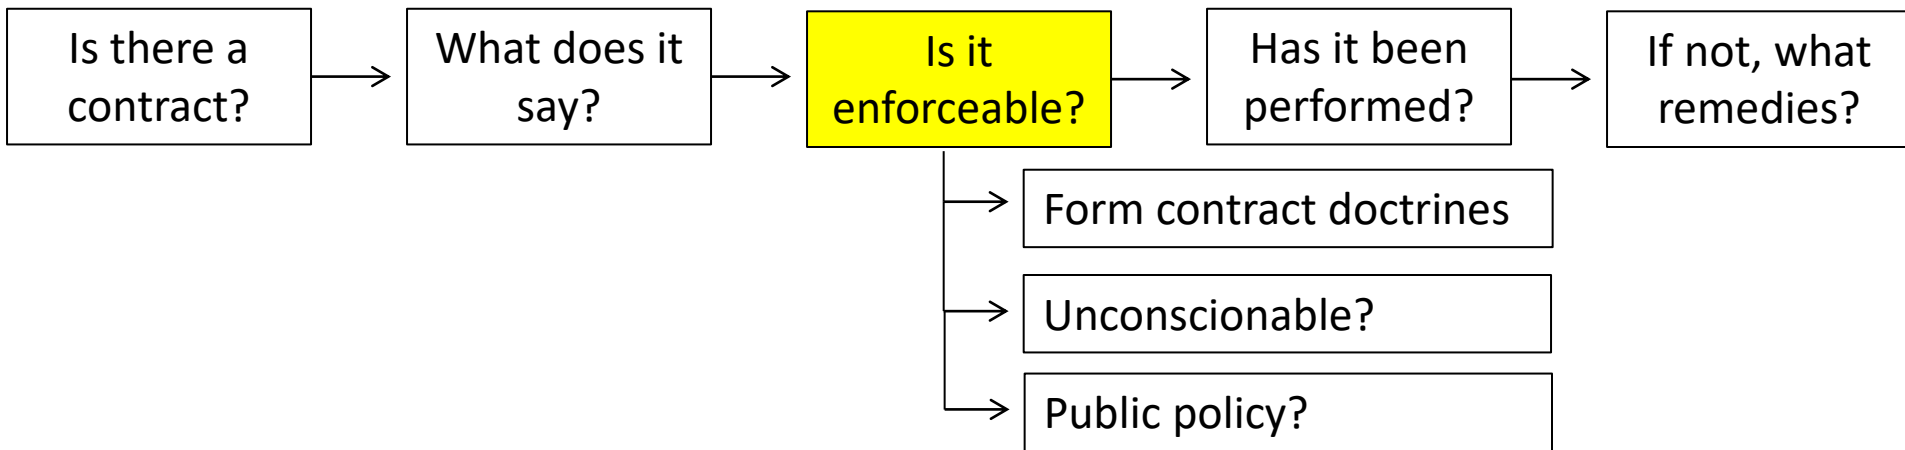 Is there a
contract?
What does it
say?
Is it
enforceable?
Has it been
performed?
If not, what
remedies?
Form contract doctrines
Unconscionable?
Public policy?